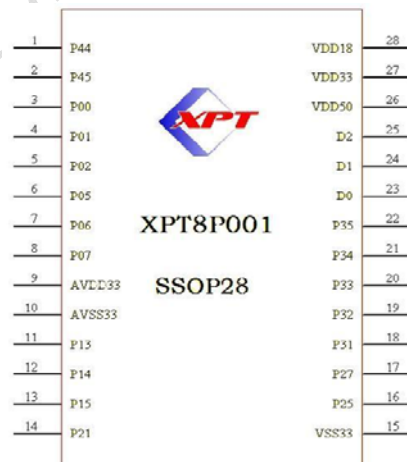 1 P44 VDD18 28
2 P45 VDD33 27
3 P00 VDD50 26
4 P01 D2 25
5 P02 D1 24
6 P05 D0 23
7 P06 P35 22
8 P07 P34 21
9 AVDD33 P33 20
10 AVSS33 P32 19
11 P13 P31 18
12 P14 P27 17
13 P15 P25 16
14 P21 VSS33 15
XPT
XPT8P001
SSOP28